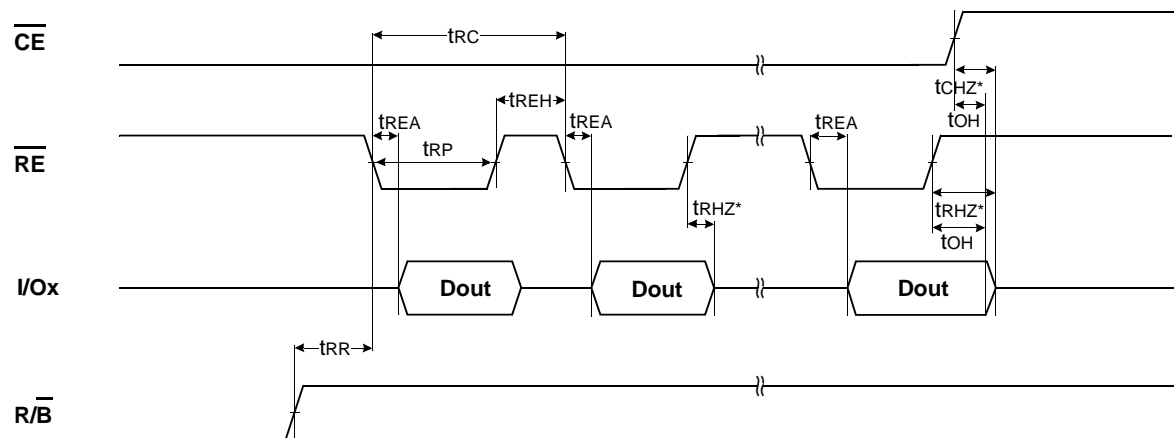 CE
tRC
tCHZ*
tREH
tOH
tREA
tREA
tREA
tRP
RE
tRHZ*
tRHZ*
tOH
I/Ox
Dout
Dout
Dout
tRR
R/B